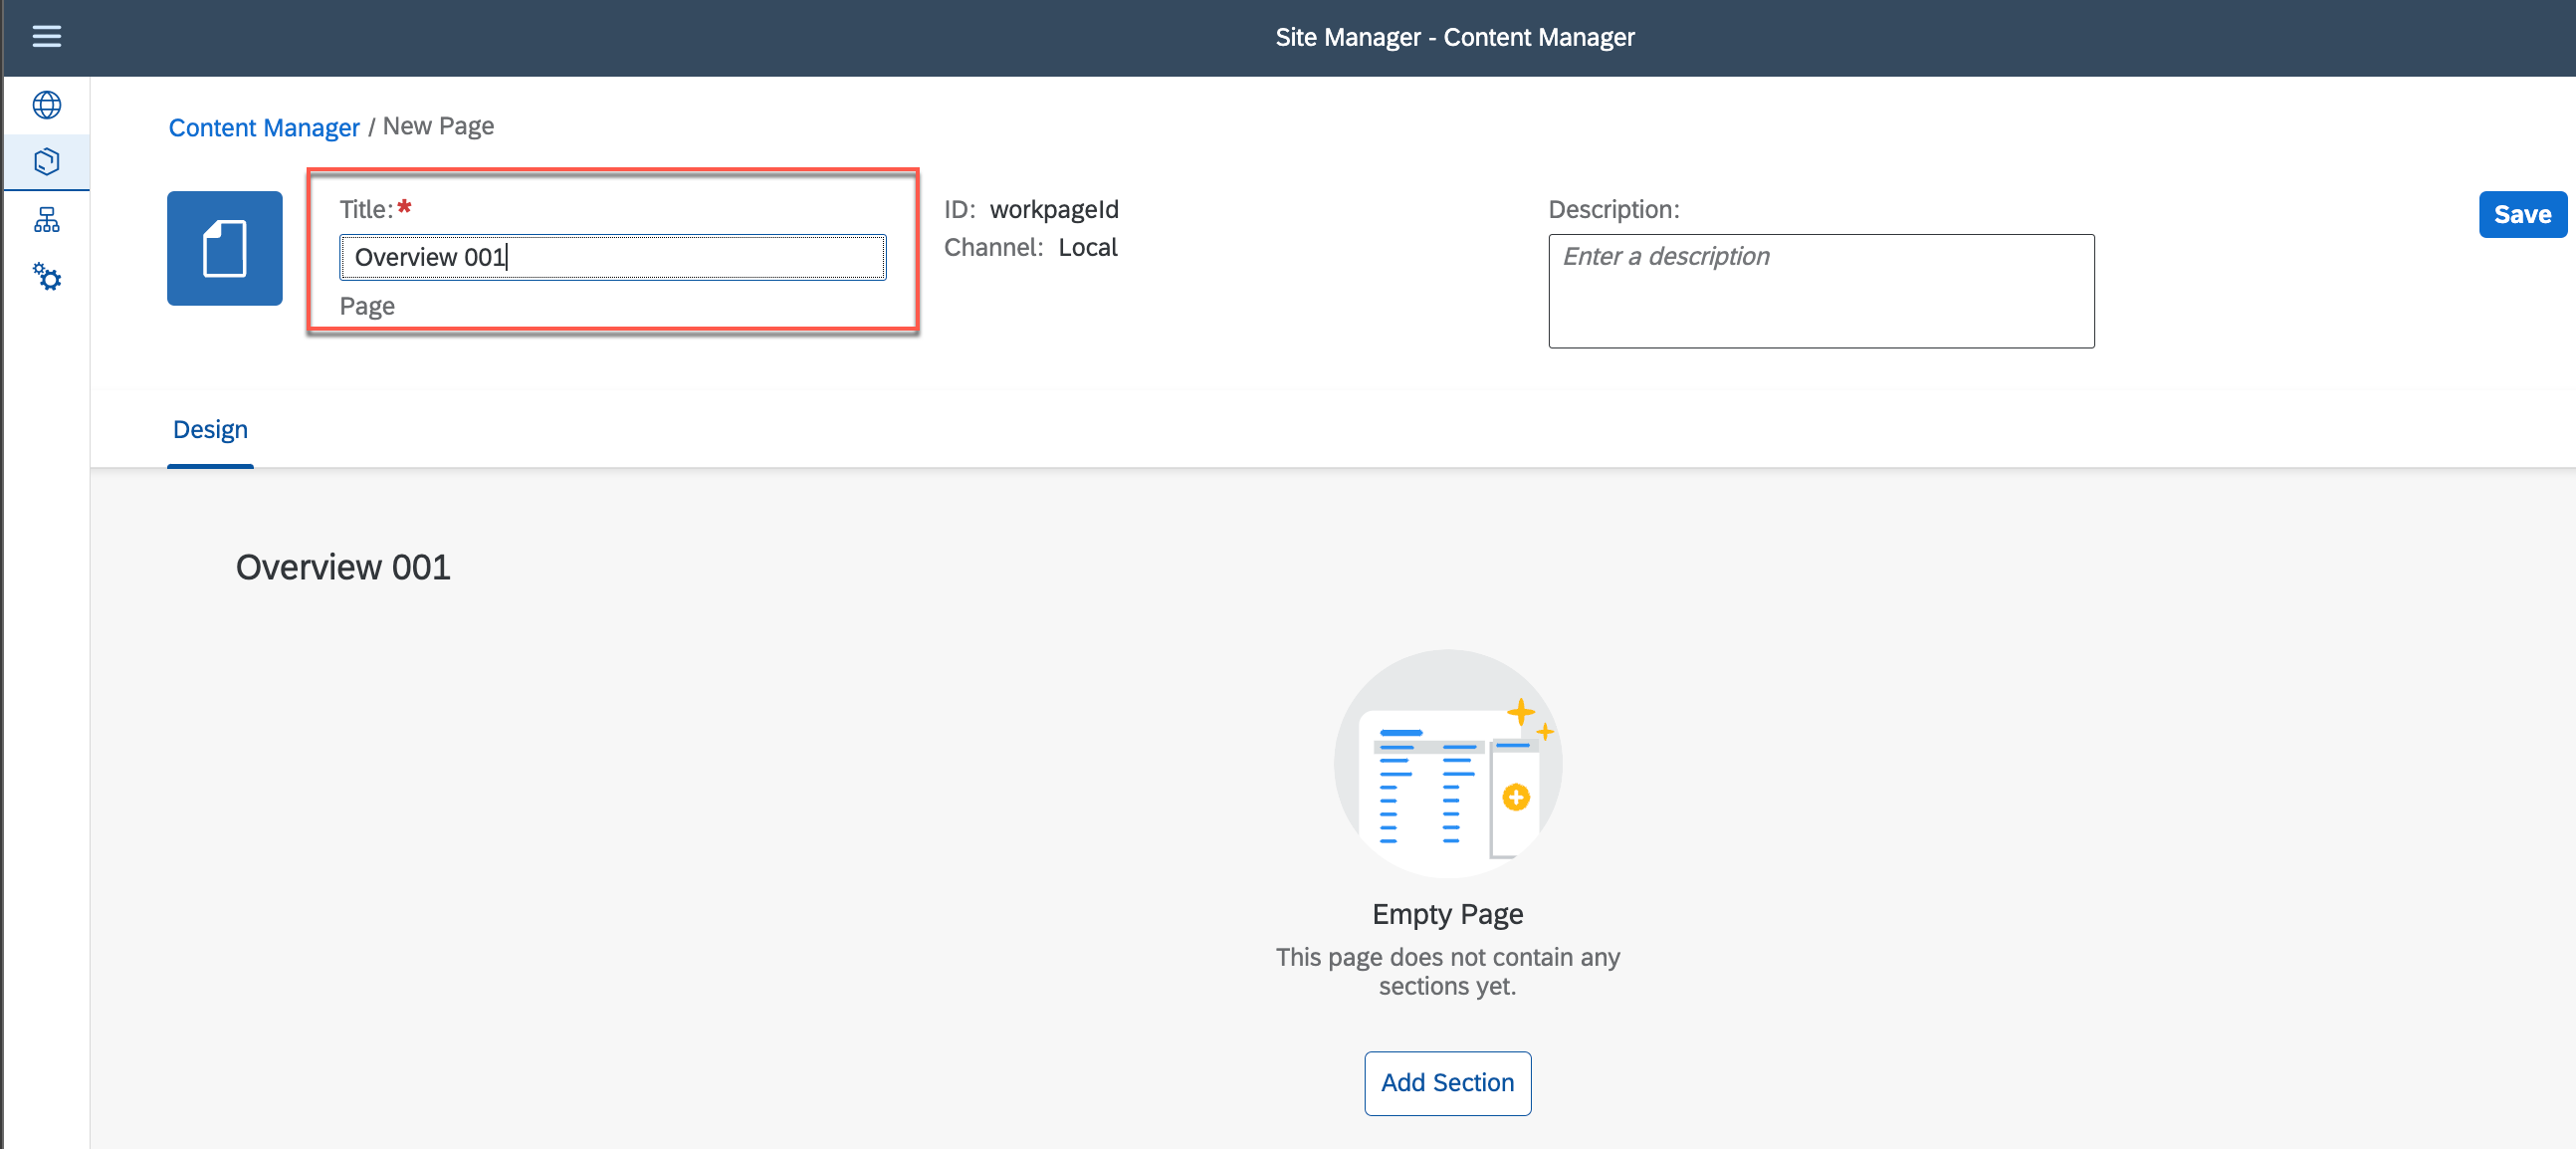 Site Manager - Content Manager
Content Manager / New Page
Title:*
Overview 001
Page
ID: workpageId
Channel: Local
Description:
Enter a description
Save
Design
Overview 001
Empty Page
This page does not contain any
sections yet.
Add Section